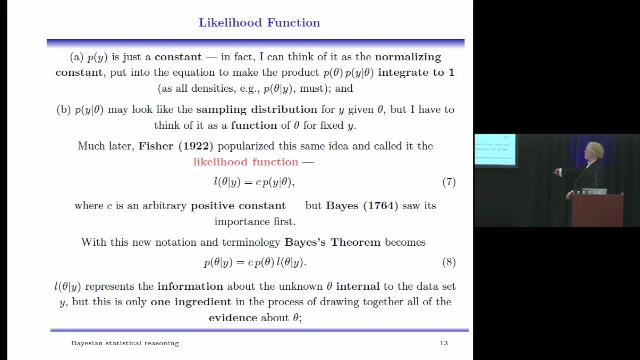 Likelihood Function
(a) p(y) is just a constant — in fact, I can think of it as the normalizing
constant, put into the equation to make the product p(θ) p(y|θ) integrate to 1
(as all densities, e.g., p(θ|y), must); and
(b) p(y|θ) may look like the sampling distribution for y given θ, but I have to
think of it as a function of θ for fixed y.
Much later, Fisher (1922) popularized this same idea and called it the
likelihood function —
l(θ|y) = c p(y|θ), (7)
where c is an arbitrary positive constant but Bayes (1764) saw its
importance first.
With this new notation and terminology Bayes's Theorem becomes
p(θ|y) = c p(θ) l(θ|y). (8)
l(θ|y) represents the information about the unknown θ internal to the data set
y, but this is only one ingredient in the process of drawing together all of the
evidence about θ;
Bayesian statistical reasoning 13